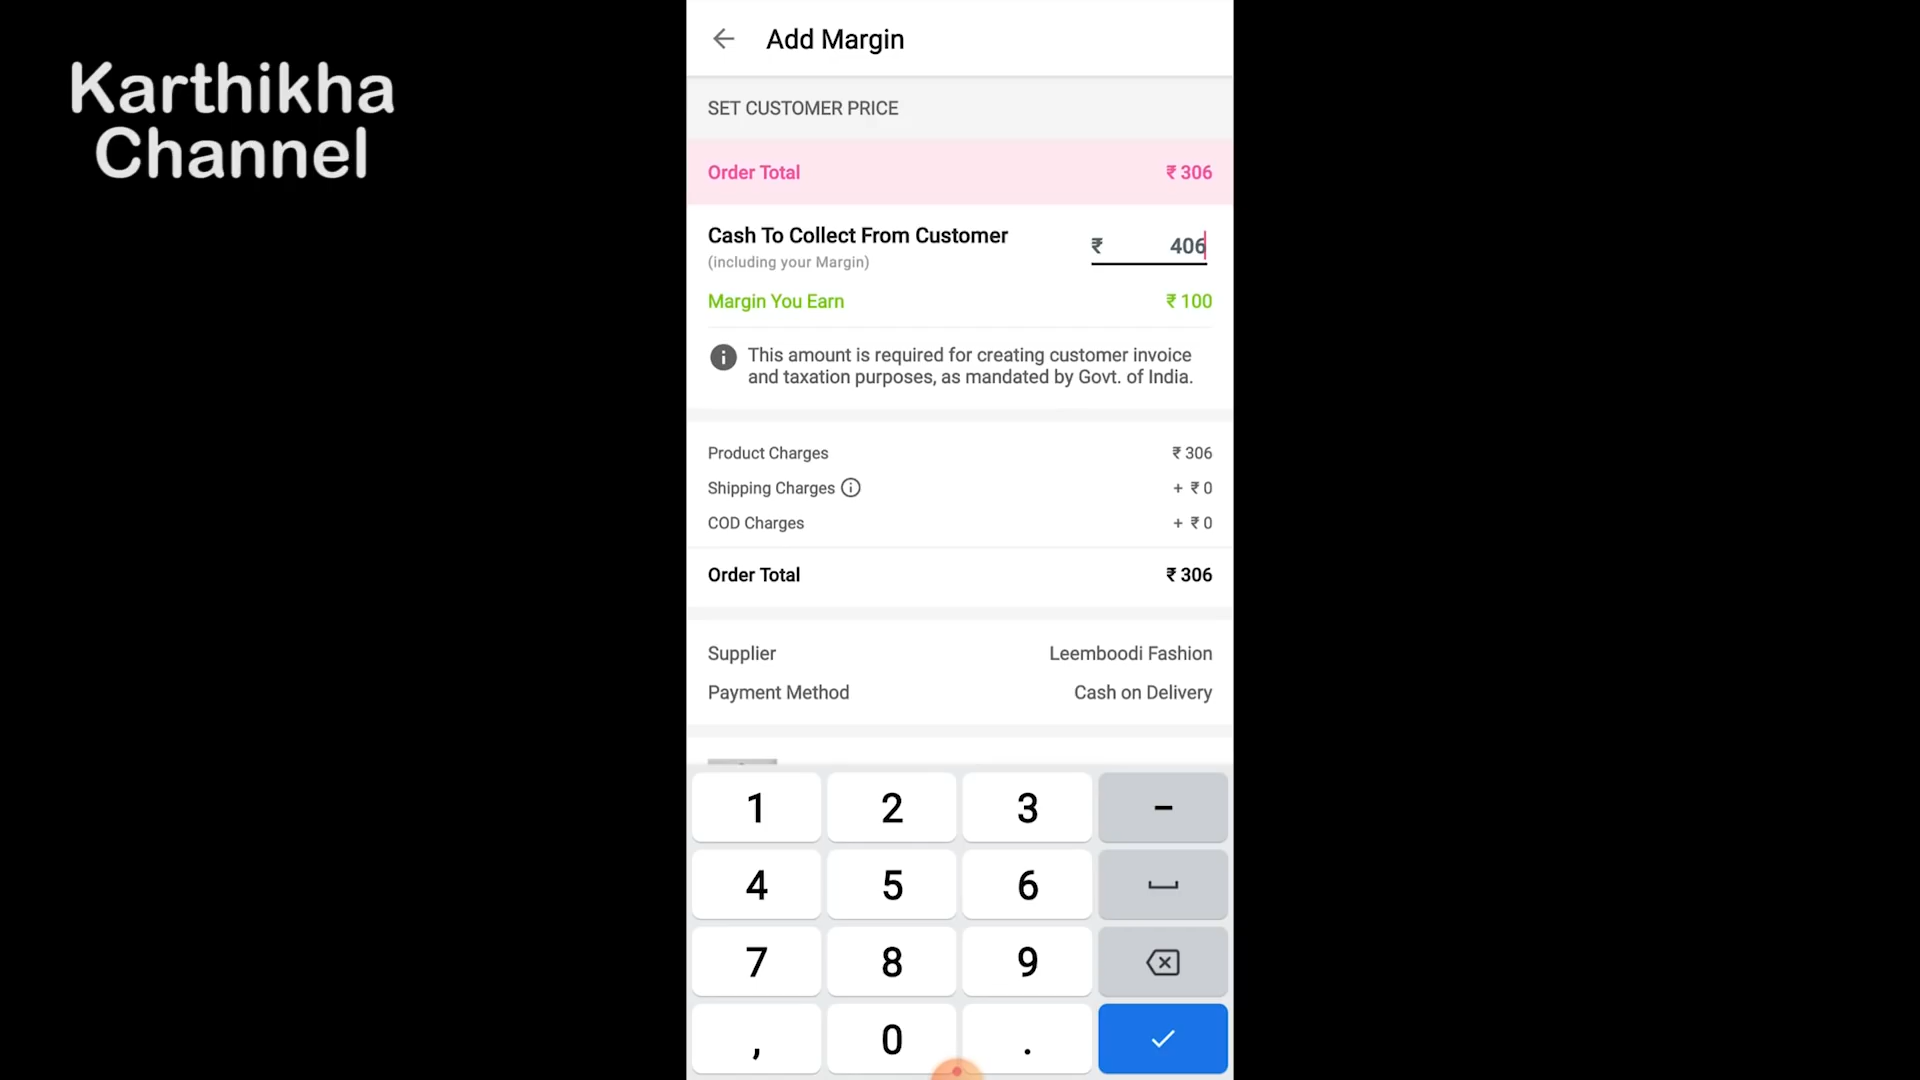 Karthikha
Channel
Add Margin
SET CUSTOMER PRICE
Order Total ₹ 306
Cash To Collect From Customer ₹ 406
(including your Margin)
Margin You Earn ₹ 100
This amount is required for creating customer invoice
and taxation purposes, as mandated by Govt. of India.
Product Charges ₹ 306
Shipping Charges + ₹ 0
COD Charges + ₹ 0
Order Total ₹ 306
Supplier Leemboodi Fashion
Payment Method Cash on Delivery
1 2 3 -
4 5 6
7 8 9
, 0 .